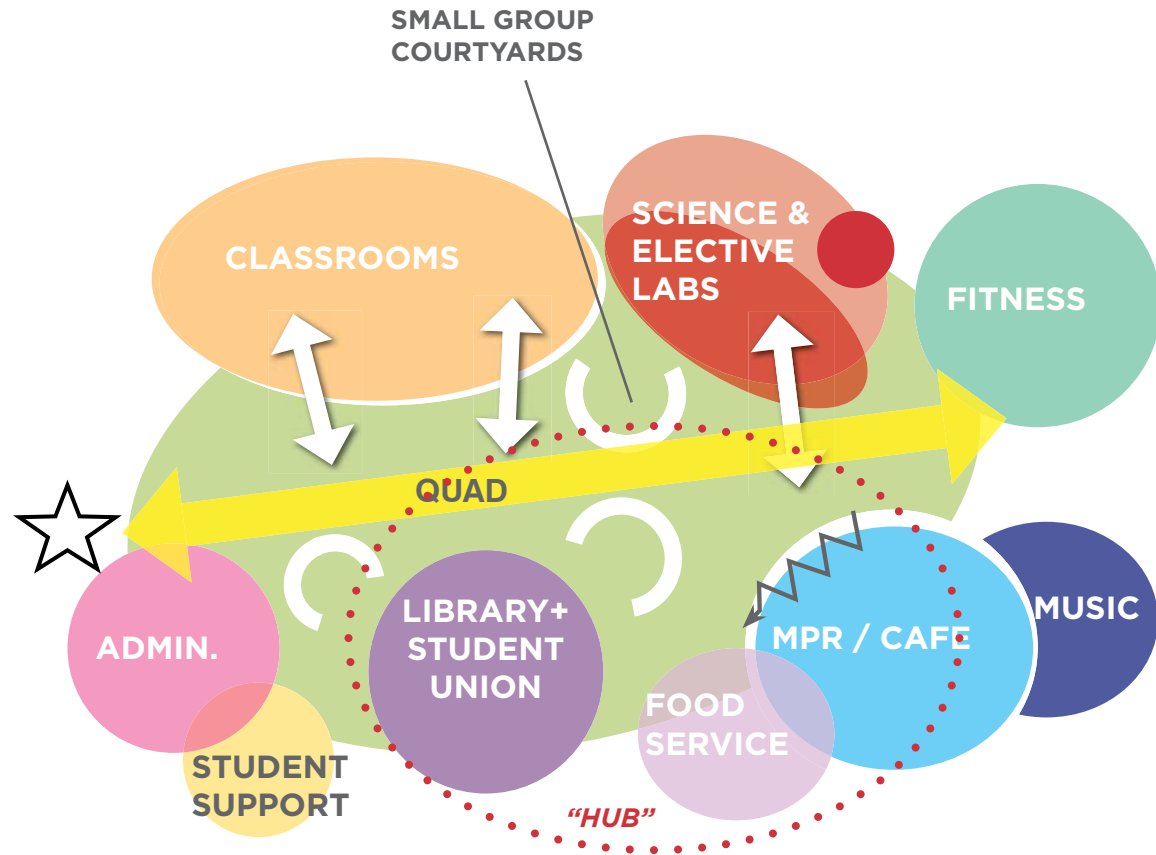 SMALL GROUP
COURTYARDS
CLASSROOMS
SCIENCE &
ELECTIVE
LABS
FITNESS
QUAD
ADMIN.
LIBRARY+
STUDENT
UNION
MPR / CAFE
MUSIC
FOOD
SERVICE
STUDENT
SUPPORT
“HUB”